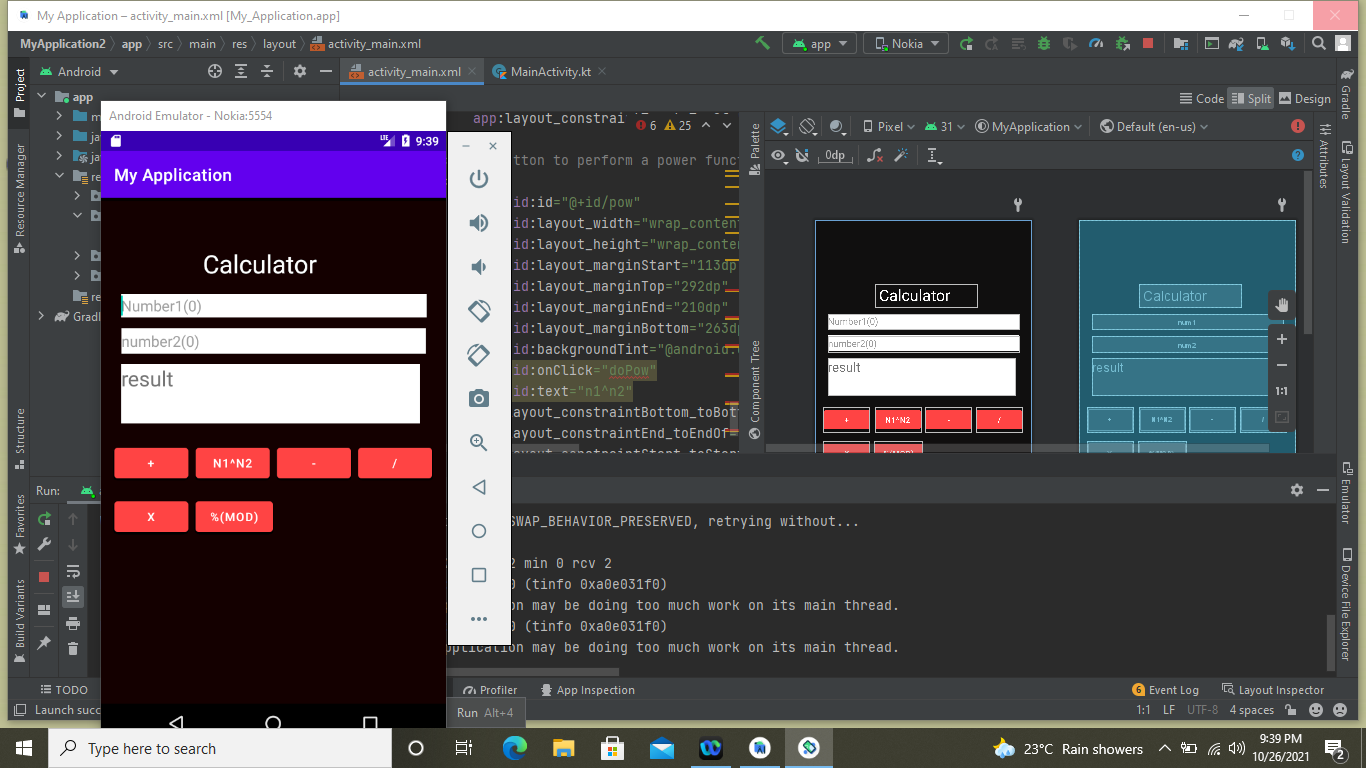 My Application – activity_main.xml [My_Application.app]
MyApplication2 app src main res layout activity_main.xml
app Nokia
Android
activity_main.xml MainActivity.kt
Code Split Design
Project
Resource Manager
Structure
Favorites
Build Variants
app
Gradl
Android Emulator - Nokia:5554
LTE 9:39
My Application
Calculator
Number1(0)
number2(0)
result
+ N1^N2 - /
X %(MOD)
app:layout_constrai
6 25
tton to perform a power func
id:id="@+id/pow"
id:layout_width="wrap_conten
id:layout_height="wrap_conte
id:layout_marginStart="113dp
id:layout_marginTop="292dp"
id:layout_marginEnd="210dp
id:layout_marginBottom="263d
id:backgroundTint="@android.
id:onClick="doPow"
id:text="n1^n2"
ayout_constraintBottom_toBot
ayout_constraintEnd_toEndOf=
ayout_constraintStart_toStar
Palette
Component Tree
Pixel 31 MyApplication Default (en-us)
0dp
Calculator
Number1(0)
number2(0)
result
+ N1^N2 - /
X %(MOD)
Calculator
num1
num2
result
+ N1^N2 - /
1:1
Gradle
Layout Validation
Attributes
Emulator
Device File Explorer
Run:
SWAP_BEHAVIOR_PRESERVED, retrying without...
2 min 0 rcv 2
0 (tinfo 0xa0e031f0)
on may be doing too much work on its main thread.
0 (tinfo 0xa0e031f0)
pplication may be doing too much work on its main thread.
TODO Profiler App Inspection 6 Event Log Layout Inspector
Launch succ
Run Alt+4
1:1 LF UTF-8 4 spaces
Type here to search
23°C Rain showers
9:39 PM
10/26/2021
2